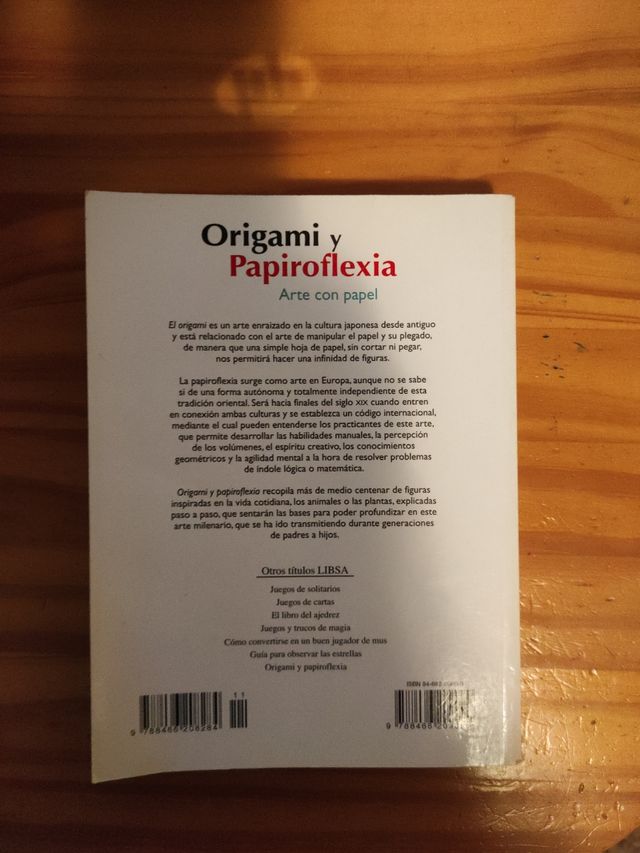 Origami y
Papiroflexia
Arte con papel
El origami es un arte enraizado en la cultura japonesa desde antiguo
y está relacionado con el arte de manipular el papel y su plegado,
de manera que una simple hoja de papel, sin cortar ni pegar,
nos permitirá hacer una infinidad de figuras.
La papiroflexia surge como arte en Europa, aunque no se sabe
si de una forma autónoma y totalmente independiente de esta
tradición oriental. Será hacia finales del siglo XIX cuando entren
en conexión ambas culturas y se establezca un código internacional,
mediante el cual pueden entenderse los practicantes de este arte,
que permite desarrollar las habilidades manuales, la percepción
de los volúmenes, el espíritu creativo, los conocimientos
geométricos y la agilidad mental a la hora de resolver problemas
de índole lógica o matemática.
Origami y papiroflexia recopila más de medio centenar de figuras
inspiradas en la vida cotidiana, los animales o las plantas, explicadas
paso a paso, que sentarán las bases para poder profundizar en este
arte milenario, que se ha ido transmitiendo durante generaciones
de padres a hijos.
Otros títulos LIBSA
Juegos de solitarios
Juegos de cartas
El libro del ajedrez
Juegos y trucos de magia
Cómo convertirse en un buen jugador de mus
Guía para observar las estrellas
Origami y papiroflexia
ISBN
11
9 788466 206284
9 788466